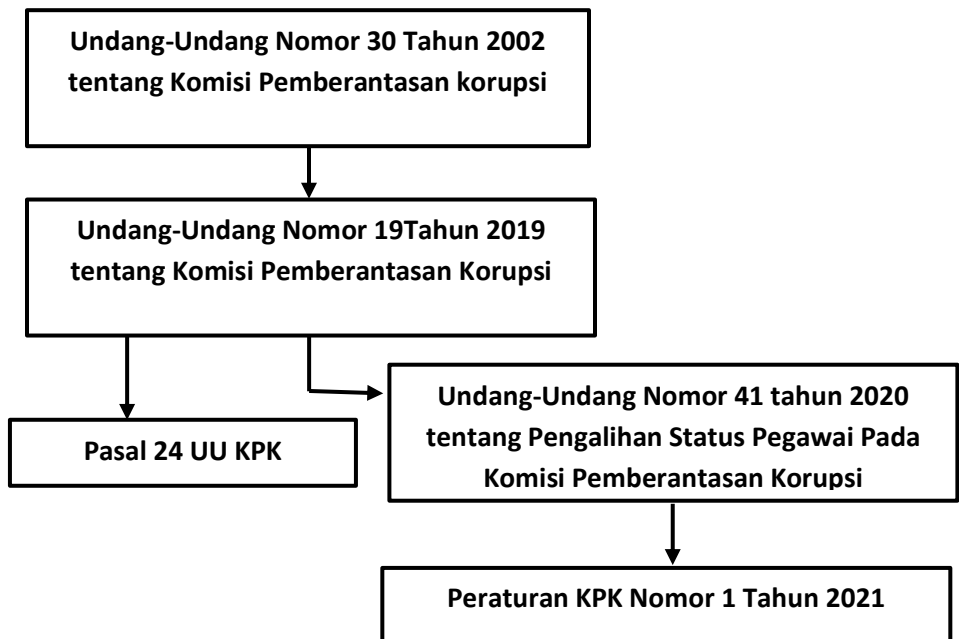 Undang-Undang Nomor 30 Tahun 2002
tentang Komisi Pemberantasan korupsi
Undang-Undang Nomor 19Tahun 2019
tentang Komisi Pemberantasan Korupsi
Pasal 24 UU KPK
Undang-Undang Nomor 41 tahun 2020
tentang Pengalihan Status Pegawai Pada
Komisi Pemberantasan Korupsi
Peraturan KPK Nomor 1 Tahun 2021